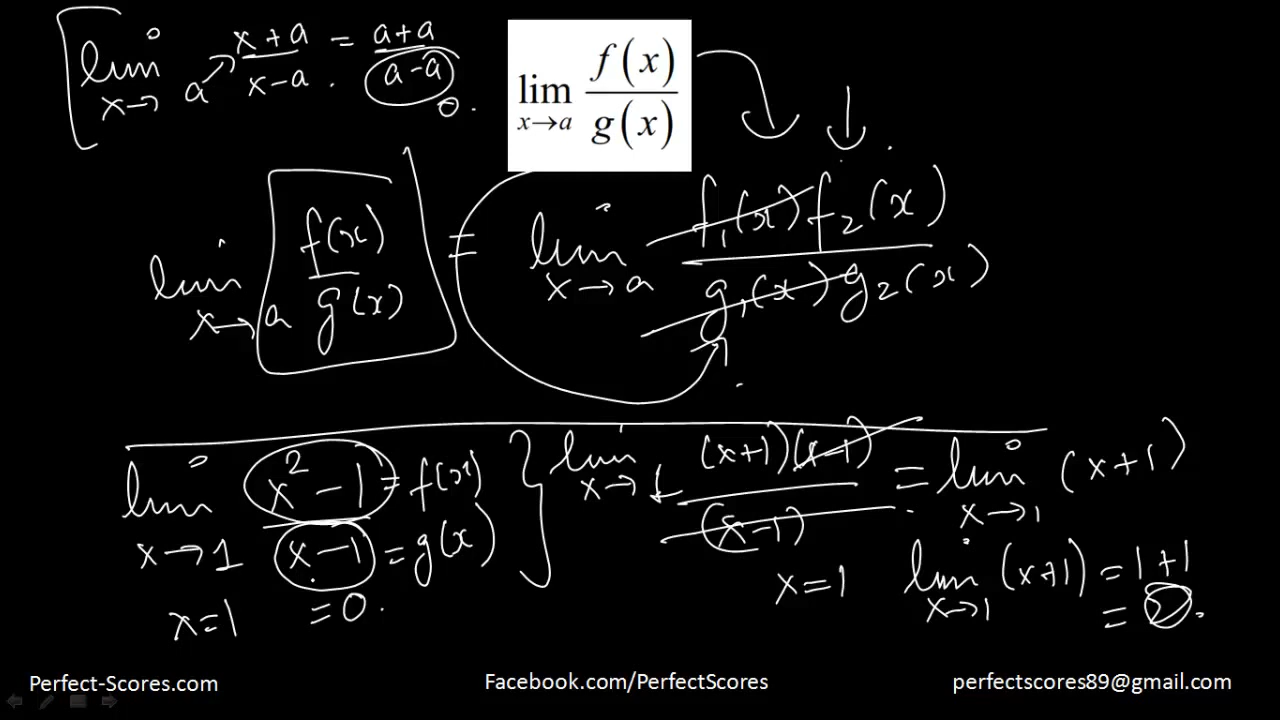 lim x→a x+a / x-a = a+a / a-a 0.
lim x→a f(x) / g(x)
lim x→a f(x) / g(x) = lim x→a f₁(x) f₂(x) / g₁(x) g₂(x)
lim x→1 x² - 1 = f(x) / x - 1 = g(x) } lim x→1 (x+1)(x-1) / (x-1) = lim x→1 (x+1)
x=1 = 0. x=1 lim x→1 (x+1) = 1+1
= 2.
Perfect-Scores.com Facebook.com/PerfectScores perfectscores89@gmail.com